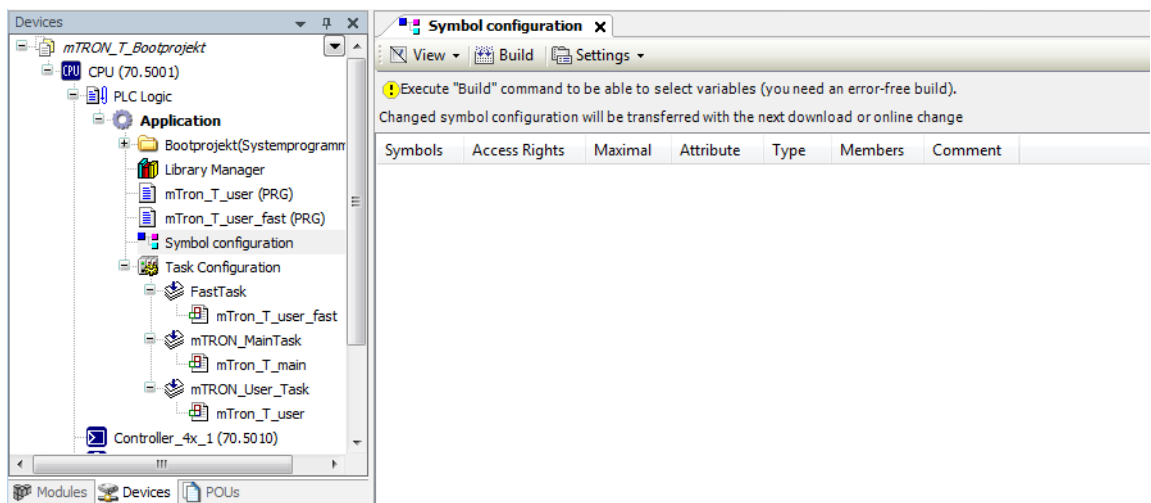 Devices
mTRON_T_Bootprojekt
CPU CPU (70.5001)
PLC Logic
Application
Bootprojekt(Systemprogramm
Library Manager
mTron_T_user (PRG)
mTron_T_user_fast (PRG)
Symbol configuration
Task Configuration
FastTask
mTron_T_user_fast
mTRON_MainTask
mTron_T_main
mTRON_User_Task
mTron_T_user
Controller_4x_1 (70.5010)
Modules Devices POUs
Symbol configuration
View Build Settings
Execute "Build" command to be able to select variables (you need an error-free build).
Changed symbol configuration will be transferred with the next download or online change
Symbols Access Rights Maximal Attribute Type Members Comment